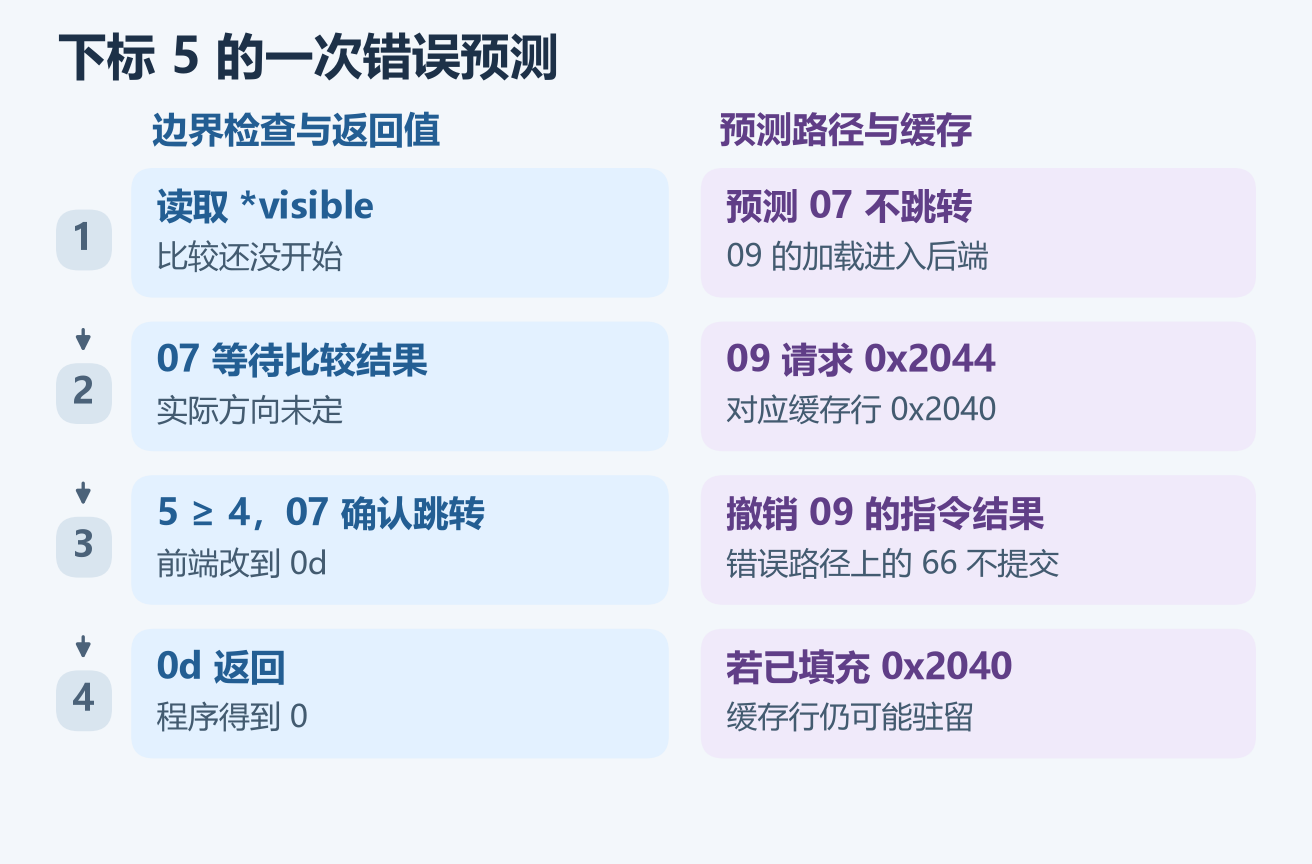 下标 5 的一次错误预测
边界检查与返回值
预测路径与缓存
1
读取 *visible
比较还没开始
预测 07 不跳转
09 的加载进入后端
2
07 等待比较结果
实际方向未定
09 请求 0x2044
对应缓存行 0x2040
3
5 ≥ 4，07 确认跳转
前端改到 0d
撤销 09 的指令结果
错误路径上的 66 不提交
4
0d 返回
程序得到 0
若已填充 0x2040
缓存行仍可能驻留